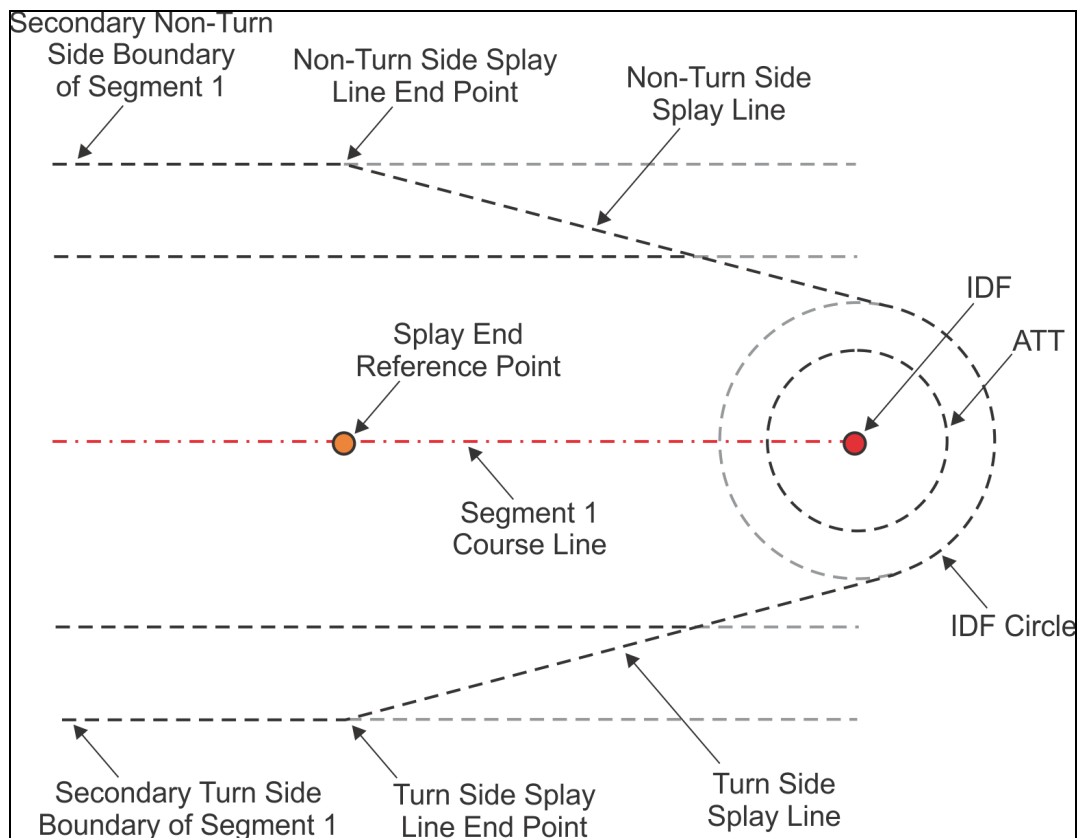 Secondary Non-Turn
Side Boundary
of Segment 1
Non-Turn Side Splay
Line End Point
Non-Turn Side
Splay Line
IDF
ATT
Splay End
Reference Point
Segment 1
Course Line
IDF Circle
Secondary Turn Side
Boundary of Segment 1
Turn Side Splay
Line End Point
Turn Side
Splay Line